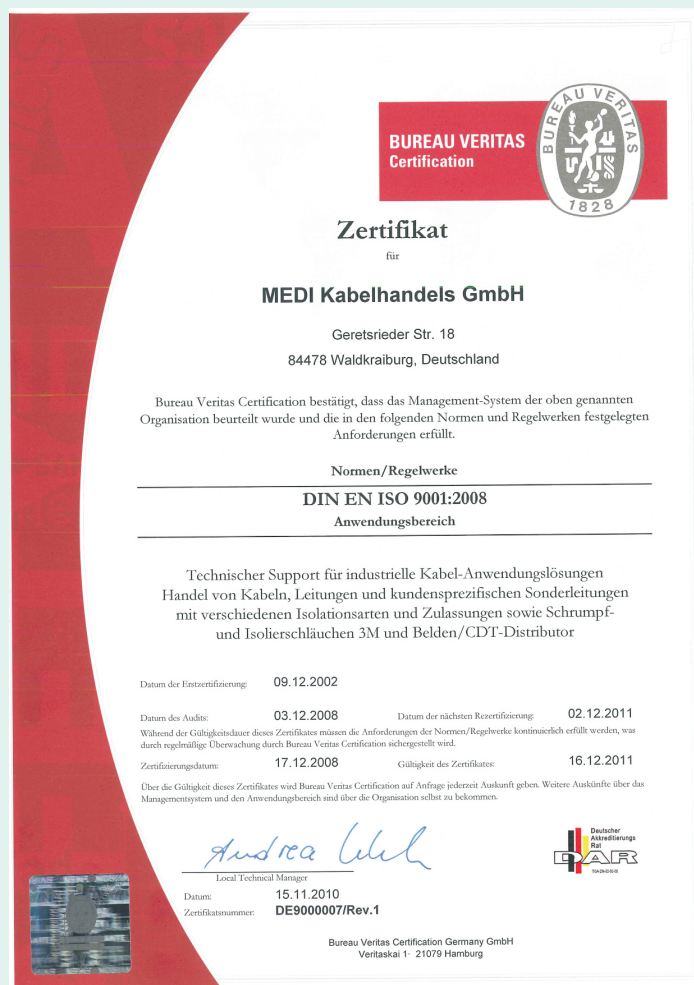 BUREAU VERITAS
Certification
BUREAU VERITAS
1828
Zertifikat
für
MEDI Kabelhandels GmbH
Geretsrieder Str. 18
84478 Waldkraiburg, Deutschland
Bureau Veritas Certification bestätigt, dass das Management-System der oben genannten
Organisation beurteilt wurde und die in den folgenden Normen und Regelwerken festgelegten
Anforderungen erfüllt.
Normen/Regelwerke
DIN EN ISO 9001:2008
Anwendungsbereich
Technischer Support für industrielle Kabel-Anwendungslösungen
Handel von Kabeln, Leitungen und kundensprezifischen Sonderleitungen
mit verschiedenen Isolationsarten und Zulassungen sowie Schrumpf-
und Isolierschläuchen 3M und Belden/CDT-Distributor
Datum der Erstzertifizierung: 09.12.2002
Datum des Audits: 03.12.2008 Datum der nächsten Rezertifizierung: 02.12.2011
Während der Gültigkeitsdauer dieses Zertifikates müssen die Anforderungen der Normen/Regelwerke kontinuierlich erfüllt werden, was
durch regelmäßige Überwachung durch Bureau Veritas Certification sichergestellt wird.
Zertifizierungsdatum: 17.12.2008 Gültigkeit des Zertifikates: 16.12.2011
Über die Gültigkeit dieses Zertifikates wird Bureau Veritas Certification auf Anfrage jederzeit Auskunft geben. Weitere Auskünfte über das
Managementsystem und den Anwendungsbereich sind über die Organisation selbst zu bekommen.
Andrea
Local Technical Manager
Datum: 15.11.2010
Zertifikatsnummer: DE9000007/Rev.1
Deutscher
Akkreditierungs
Rat
DAR
Bureau Veritas Certification Germany GmbH
Veritaskai 1· 21079 Hamburg